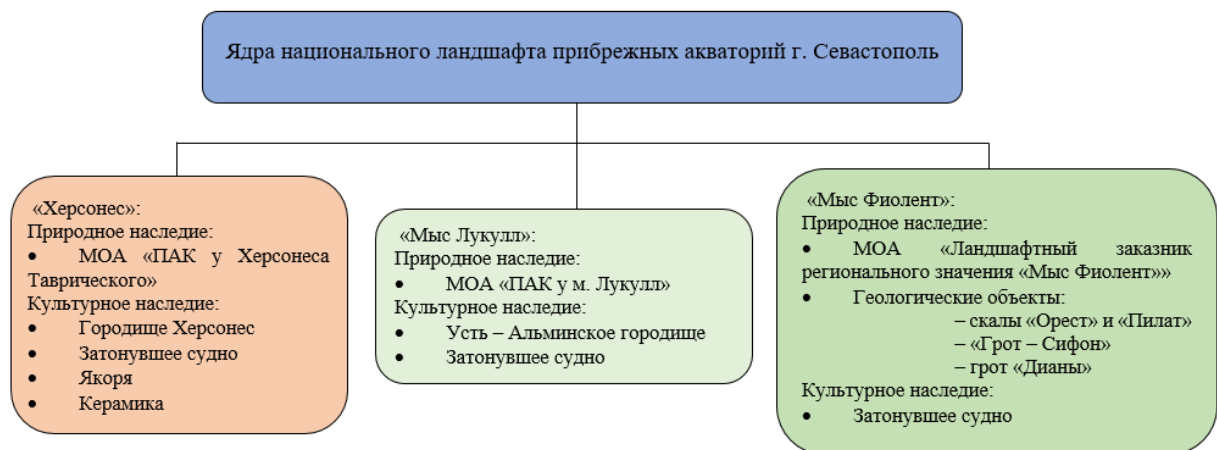 Ядра национального ландшафта прибрежных акваторий г. Севастополь
«Херсонес»:
Природное наследие:
• МОА «ПАК у Херсонеса
Таврического»
Культурное наследие:
• Городище Херсонес
• Затонувшее судно
• Якоря
• Керамика
«Мыс Лукулл»:
Природное наследие:
• МОА «ПАК у м. Лукулл»
Культурное наследие:
• Усть – Альминское городище
• Затонувшее судно
«Мыс Фиолент»:
Природное наследие:
• МОА «Ландшафтный заказник
регионального значения «Мыс Фиолент»»
• Геологические объекты:
– скалы «Орест» и «Пилат»
– «Грот – Сифон»
– грот «Дианы»
Культурное наследие:
• Затонувшее судно